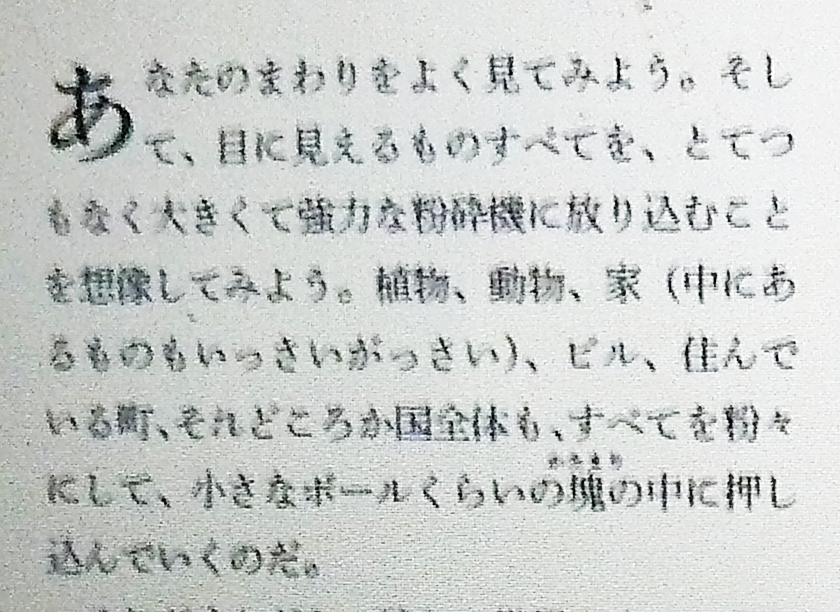 あなたのまわりをよく見てみよう。そし
て、目に見えるものすべてを、とてつ
もなく大きくて強力な粉砕機に放り込むこと
を想像してみよう。植物、動物、家（中にあ
るものもいっさいがっさい）、ビル、住んで
いる町、それどころか国全体も、すべてを粉々
にして、小さなボールくらいの塊の中に押し
込んでいくのだ。